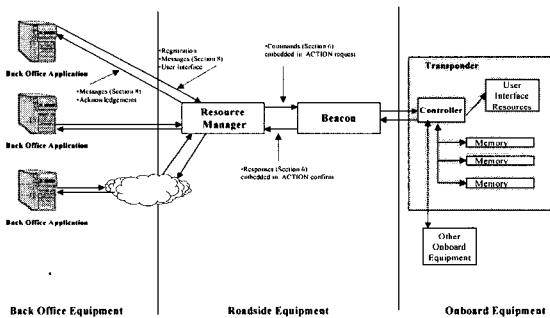 Back Office Application
•Registration
•Messages (Section 8)
•User Interface
•Messages (Section 8)
•Acknowledgements
Back Office Application
Back Office Application
Resource
Manager
•Commands (Section 6)
embedded in ACTION request
Beacon
•Responses (Section 6)
embedded in ACTION confirm
Transponder
Controller
User
Interface
Resources
Memory
Memory
Memory
Other
Onboard
Equipment
Back Office Equipment
Roadside Equipment
Onboard Equipment